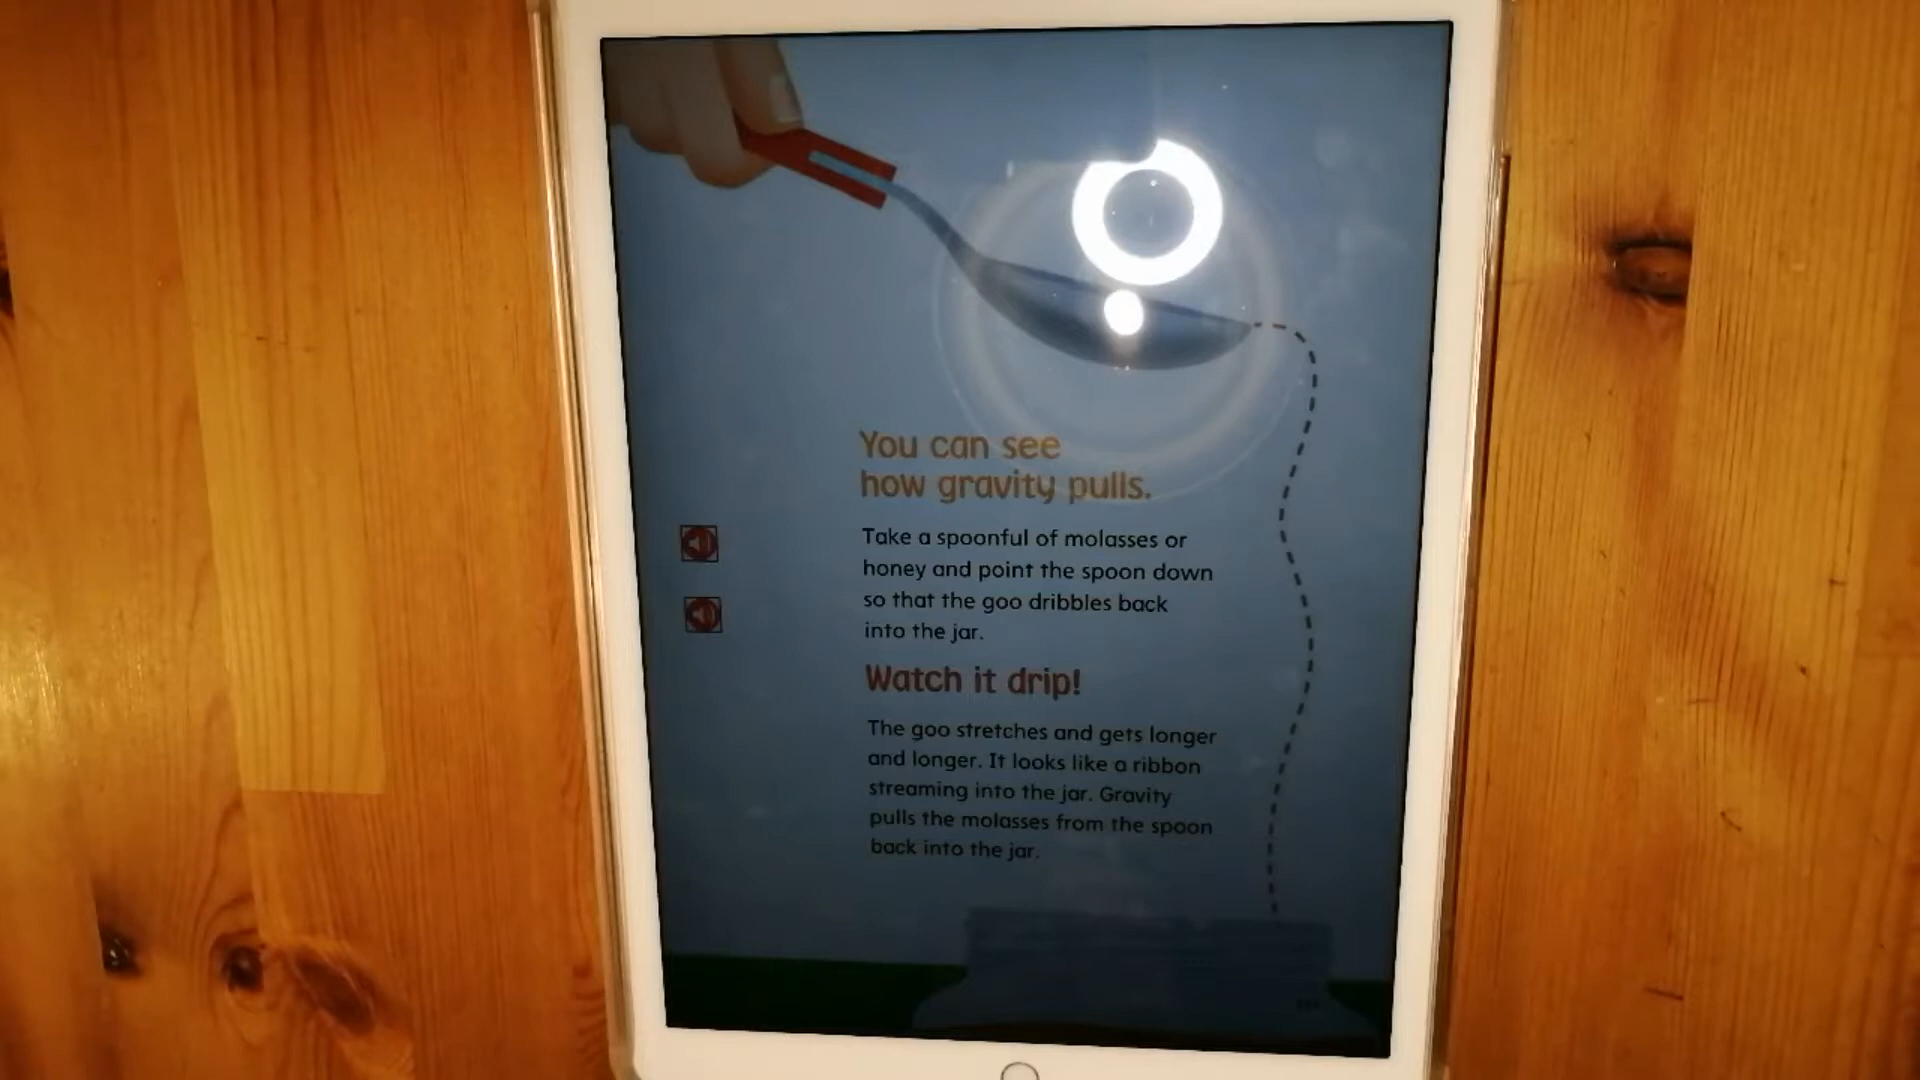 You can see
how gravity pulls.
Take a spoonful of molasses or
honey and point the spoon down
so that the goo dribbles back
into the jar.
Watch it drip!
The goo stretches and gets longer
and longer. It looks like a ribbon
streaming into the jar. Gravity
pulls the molasses from the spoon
back into the jar.